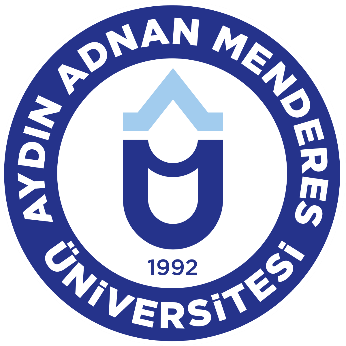 AYDIN ADNAN MENDERES
1992
ÜNİVERSİTESİ